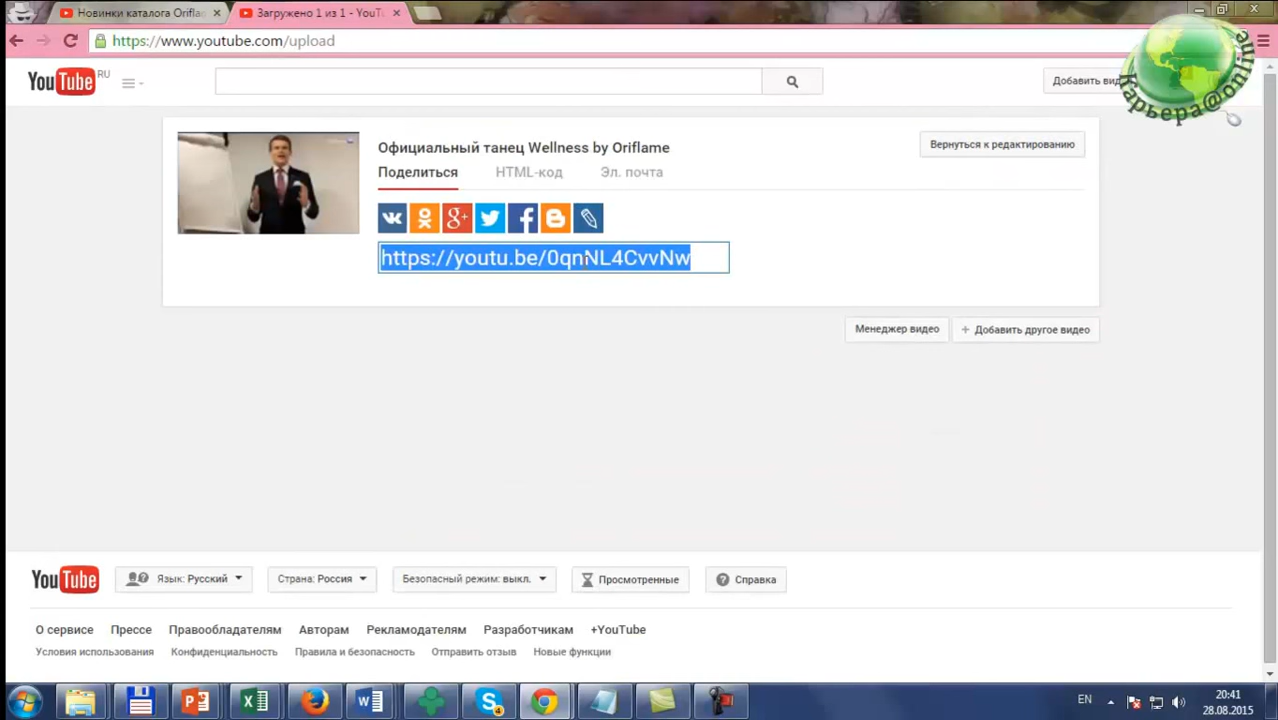 Новинки каталога Orifla
Загружено 1 из 1 - YouT
https://www.youtube.com/upload
YouTube RU
Добавить вид
Карьера@online
Официальный танец Wellness by Oriflame
Вернуться к редактированию
Поделиться HTML-код Эл. почта
https://youtu.be/0qnNL4CvvNw
Менеджер видео + Добавить другое видео
YouTube Язык: Русский Страна: Россия Безопасный режим: выкл. Просмотренные Справка
О сервисе Прессе Правообладателям Авторам Рекламодателям Разработчикам +YouTube
Условия использования Конфиденциальность Правила и безопасность Отправить отзыв Новые функции
EN 20:41
28.08.2015